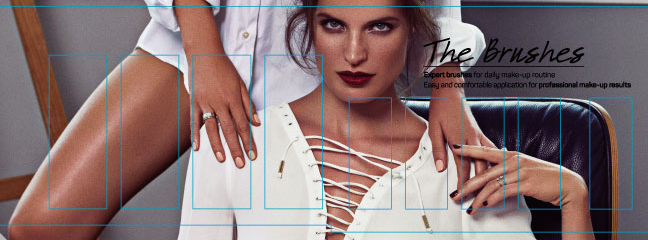 The Brushes
Expert brushes for daily make-up routine
Easy and comfortable application for professional make-up results